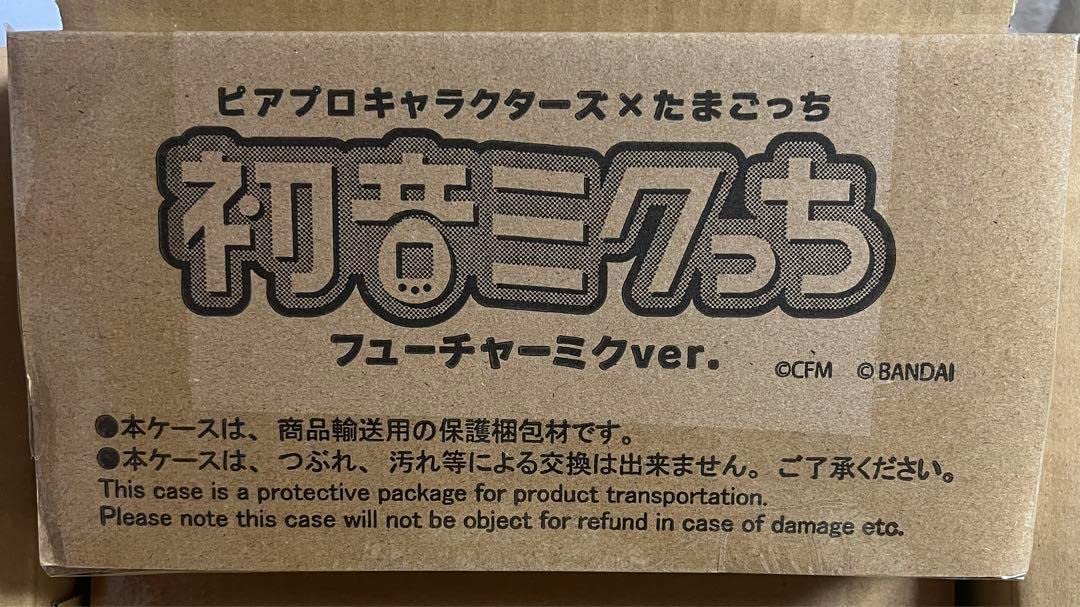 ピアプロキャラクターズ×たまごっち
初音ミクっち
フューチャーミクver.
©CFM ©BANDAI
●本ケースは、商品輸送用の保護梱包材です。
●本ケースは、つぶれ、汚れ等による交換は出来ません。ご了承ください。
This case is a protective package for product transportation.
Please note this case will not be object for refund in case of damage etc.